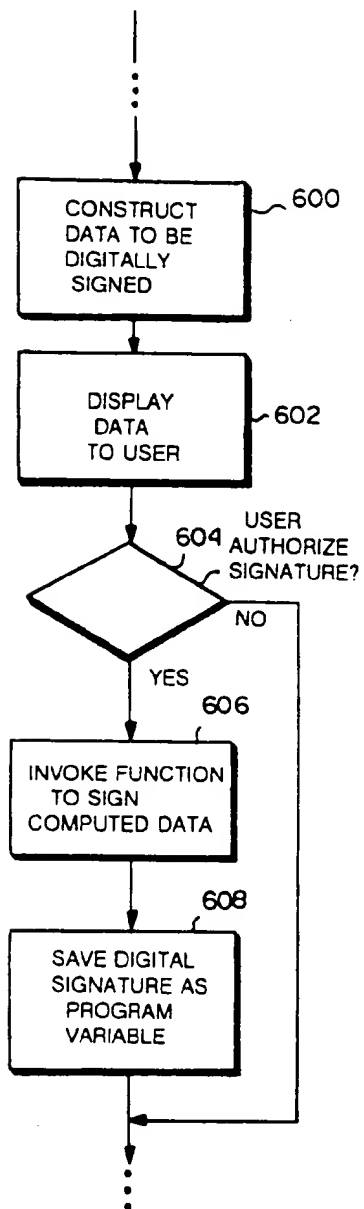 CONSTRUCT
DATA TO BE
DIGITALLY
SIGNED
600
DISPLAY
DATA
TO USER
602
604
USER
AUTHORIZE
SIGNATURE?
NO
YES
606
INVOKE FUNCTION
TO SIGN
COMPUTED DATA
608
SAVE DIGITAL
SIGNATURE AS
PROGRAM
VARIABLE